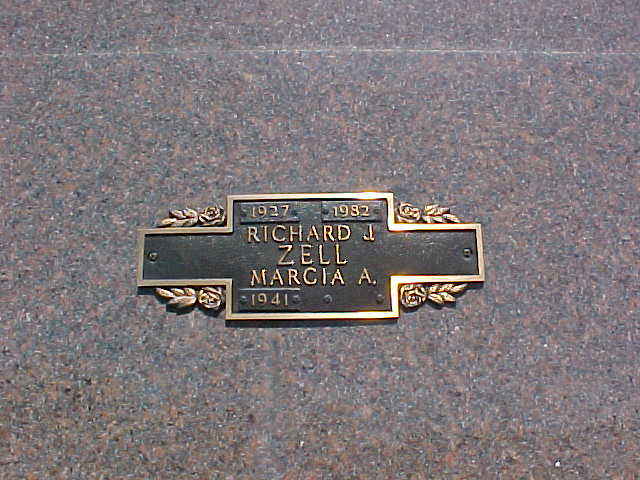 1927 1982
RICHARD J.
ZELL
MARCIA A.
1941